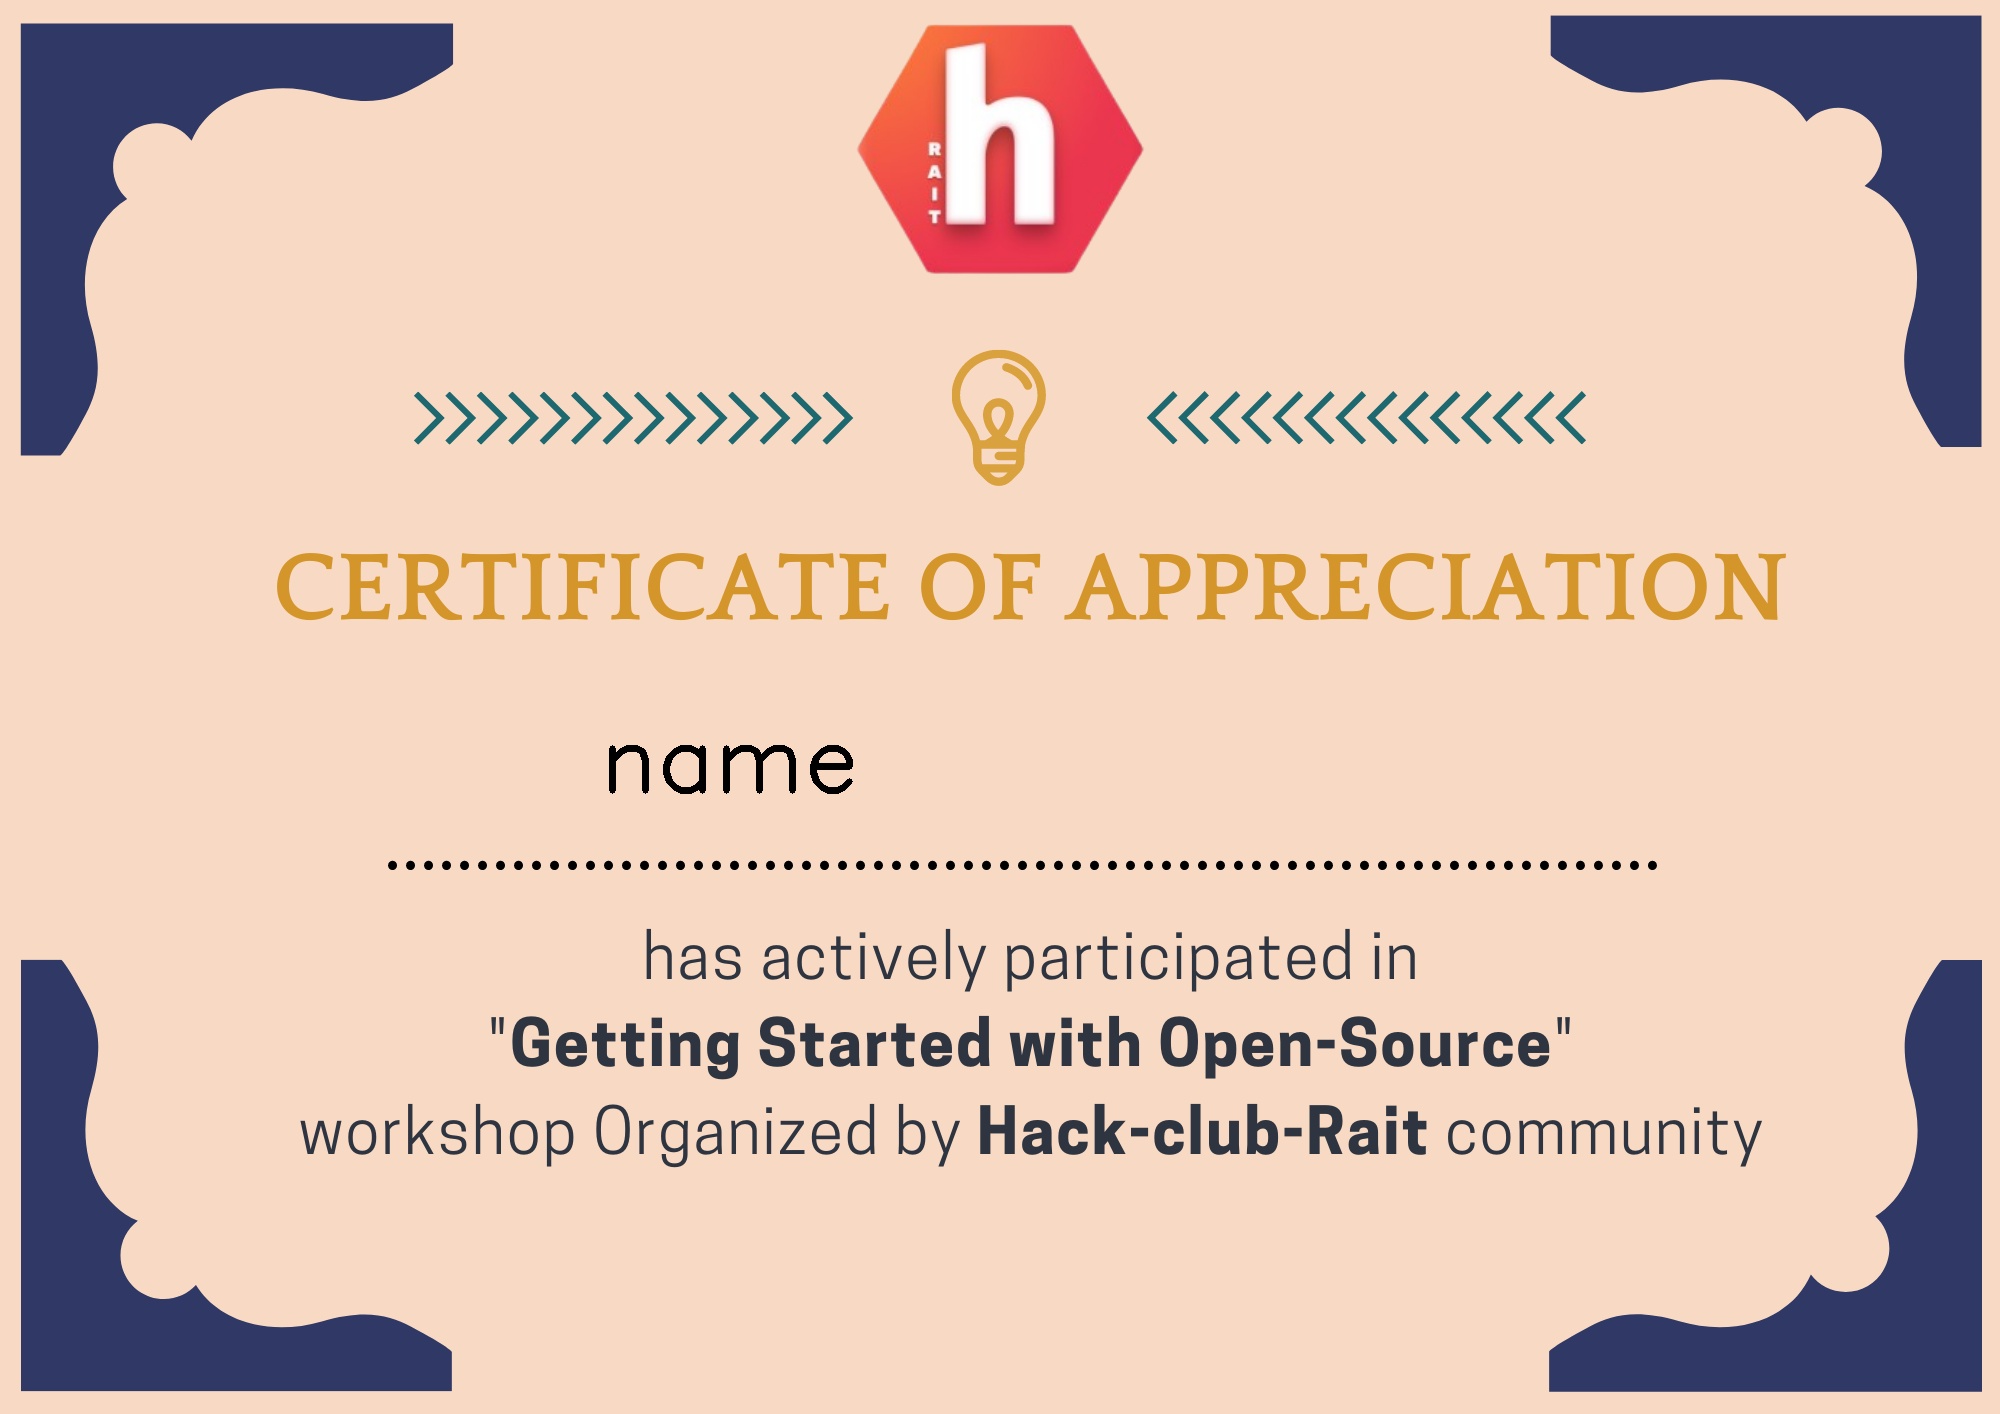 h
RAIT
CERTIFICATE OF APPRECIATION
name
has actively participated in
"Getting Started with Open-Source"
workshop Organized by Hack-club-Rait community